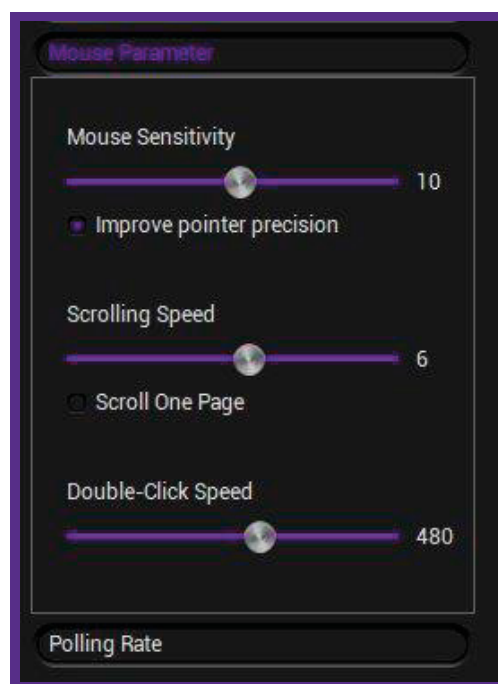 Mouse Parameter
Mouse Sensitivity
10
Improve pointer precision
Scrolling Speed
6
Scroll One Page
Double-Click Speed
480
Polling Rate